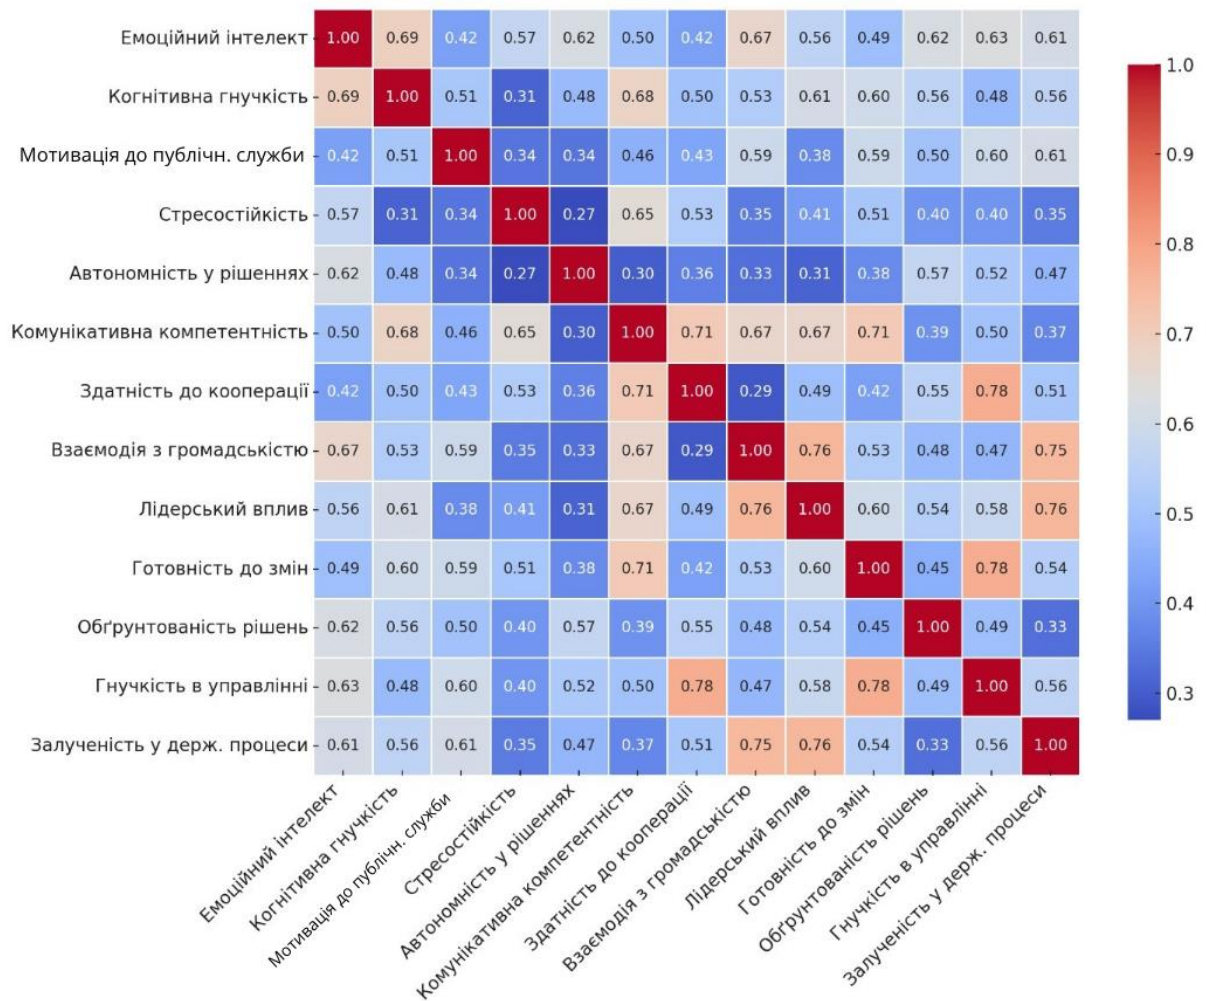 Емоційний інтелект 1.00 0.69 0.42 0.57 0.62 0.50 0.42 0.67 0.56 0.49 0.62 0.63 0.61
Когнітивна гнучкість 0.69 1.00 0.51 0.31 0.48 0.68 0.50 0.53 0.61 0.60 0.56 0.48 0.56
Мотивація до публічн. служби 0.42 0.51 1.00 0.34 0.34 0.46 0.43 0.59 0.38 0.59 0.50 0.60 0.61
Стресостійкість 0.57 0.31 0.34 1.00 0.27 0.65 0.53 0.35 0.41 0.51 0.40 0.40 0.35
Автономність у рішеннях 0.62 0.48 0.34 0.27 1.00 0.30 0.36 0.33 0.31 0.38 0.57 0.52 0.47
Комунікативна компетентність 0.50 0.68 0.46 0.65 0.30 1.00 0.71 0.67 0.67 0.71 0.39 0.50 0.37
Здатність до кооперації 0.42 0.50 0.43 0.53 0.36 0.71 1.00 0.29 0.49 0.42 0.55 0.78 0.51
Взаємодія з громадськістю 0.67 0.53 0.59 0.35 0.33 0.67 0.29 1.00 0.76 0.53 0.48 0.47 0.75
Лідерський вплив 0.56 0.61 0.38 0.41 0.31 0.67 0.49 0.76 1.00 0.60 0.54 0.58 0.76
Готовність до змін 0.49 0.60 0.59 0.51 0.38 0.71 0.42 0.53 0.60 1.00 0.45 0.78 0.54
Обґрунтованість рішень 0.62 0.56 0.50 0.40 0.57 0.39 0.55 0.48 0.54 0.45 1.00 0.49 0.33
Гнучкість в управлінні 0.63 0.48 0.60 0.40 0.52 0.50 0.78 0.47 0.58 0.78 0.49 1.00 0.56
Залученість у держ. процеси 0.61 0.56 0.61 0.35 0.47 0.37 0.51 0.75 0.76 0.54 0.33 0.56 1.00
Емоційний інтелект
Когнітивна гнучкість
Мотивація до публічн. служби
Стресостійкість
Автономність у рішеннях
Комунікативна компетентність
Здатність до кооперації
Взаємодія з громадськістю
Лідерський вплив
Готовність до змін
Обґрунтованість рішень
Гнучкість в управлінні
Залученість у держ. процеси
1.0
0.9
0.8
0.7
0.6
0.5
0.4
0.3